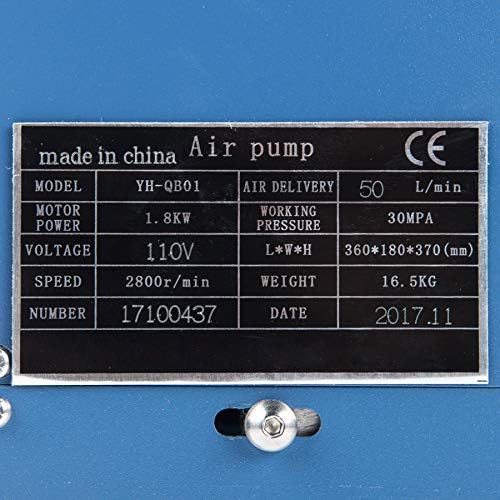 made in china Air pump CE
MODEL YH-QB01 AIR DELIVERY 50 L/min
MOTOR POWER 1.8KW WORKING PRESSURE 30MPA
VOLTAGE 110V L*W*H 360*180*370(mm)
SPEED 2800r/min WEIGHT 16.5KG
NUMBER 17100437 DATE 2017.11